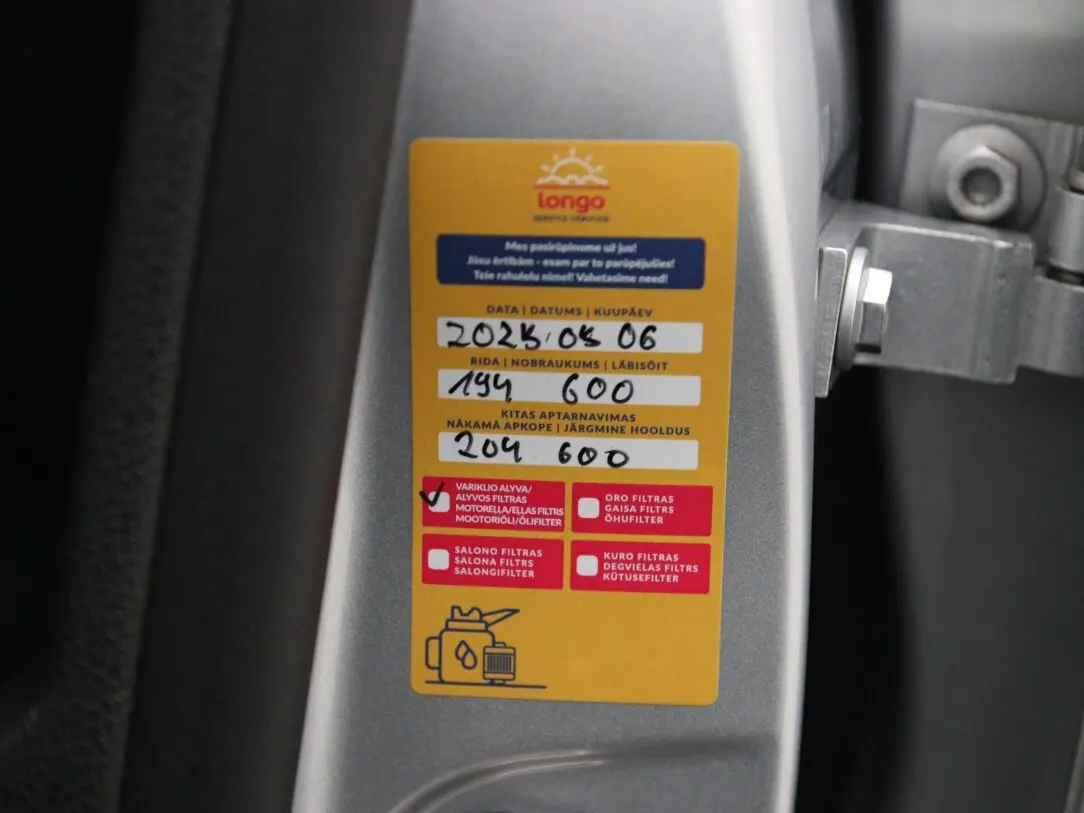 Longo
Mes pasirūpinome už jus!
Jūsu ērtībām - esam par to parūpējušies!
Teie rahulolu nimel! Vahetasime need!
DATA | DATUMS | KUUPÄEV
06
RIDA | NOBRAUKUMS | LÄBISÕIT
194 600
KITAS APTARNAVIMAS
NĀKAMĀ APKOPE | JÄRGMINE HOOLDUS
204 600
VARIKLIO ALYVA/
ALYVOS FILTRAS
MOTOREĻĻA/EĻĻAS FILTRS
MOOTORIÕLI/ÕLIFILTER
ORO FILTRAS
GAISA FILTRS
ÕHUFILTER
SALONO FILTRAS
SALONA FILTRS
SALONGIFILTER
KURO FILTRAS
DEGVIELAS FILTRS
KÜTUSEFILTER